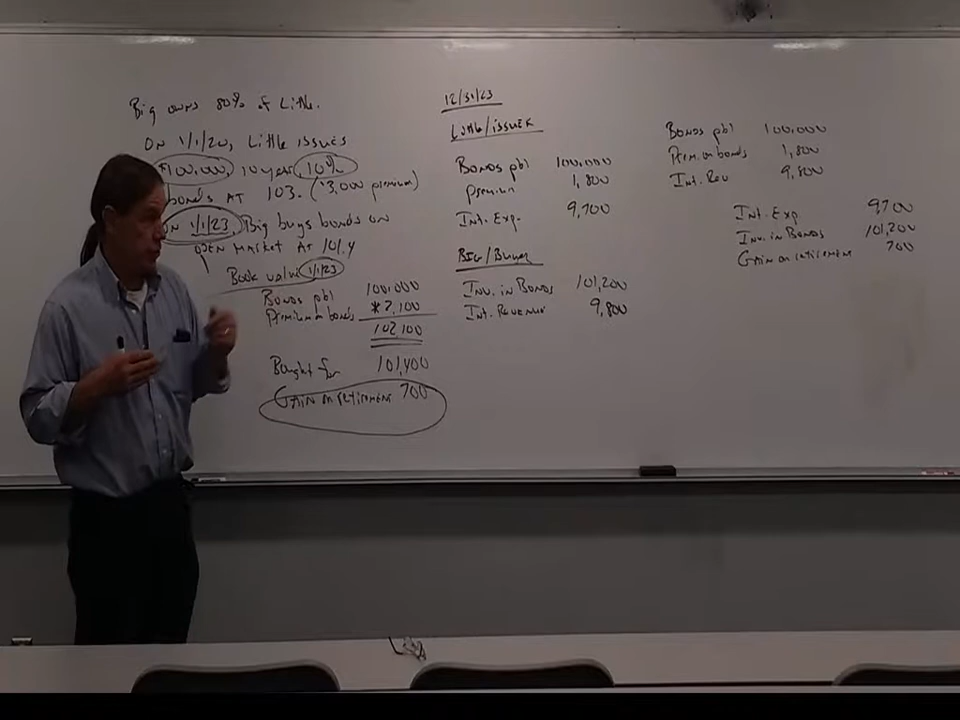 Big owns 80% of Little.
ON 1/1/20, Little issues
$100,000, 10 year, 10%
bonds AT 103. ($3,000 premium)
ON 1/1/23, Big buys bonds on
open market AT 101.4
Book value 1/1/23
Bonds pbl 100,000
Premium on bonds 2,100
102,100
Bought for 101,400
Gain on retirement 700
12/31/23
Little/issuer
Bonds pbl 100,000
Premium 1,800
Int. Exp. 9,700
Big/Buyer
Inv. in Bonds 101,200
Int. Revenue 9,800
Bonds pbl 100,000
Prem. on bonds 1,800
Int. Rev 9,800
Int. Exp 9,700
Inv. in Bonds 101,200
Gain on retirement 700